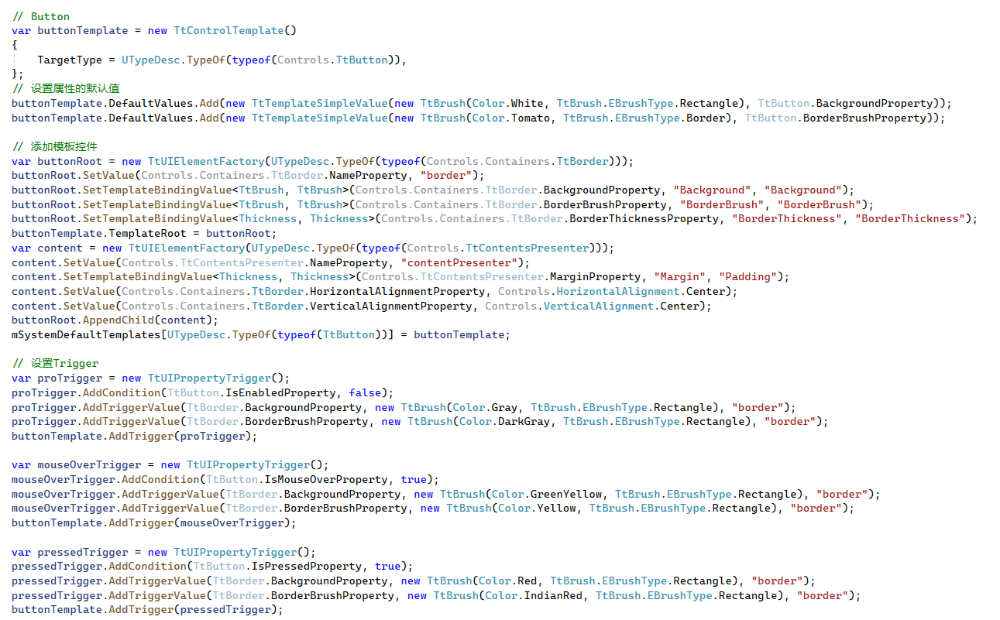 // Button
var buttonTemplate = new TtControlTemplate()
{
    TargetType = UTypeDesc.TypeOf(typeof(Controls.TtButton)),
};
// 设置属性的默认值
buttonTemplate.DefaultValues.Add(new TtTemplateSimpleValue(new TtBrush(Color.White, TtBrush.EBrushType.Rectangle), TtButton.BackgroundProperty));
buttonTemplate.DefaultValues.Add(new TtTemplateSimpleValue(new TtBrush(Color.Tomato, TtBrush.EBrushType.Border), TtButton.BorderBrushProperty));

// 添加模板控件
var buttonRoot = new TtUIElementFactory(UTypeDesc.TypeOf(typeof(Controls.Containers.TtBorder)));
buttonRoot.SetValue(Controls.Containers.TtBorder.NameProperty, "border");
buttonRoot.SetTemplateBindingValue<TtBrush, TtBrush>(Controls.Containers.TtBorder.BackgroundProperty, "Background", "Background");
buttonRoot.SetTemplateBindingValue<TtBrush, TtBrush>(Controls.Containers.TtBorder.BorderBrushProperty, "BorderBrush", "BorderBrush");
buttonRoot.SetTemplateBindingValue<Thickness, Thickness>(Controls.Containers.TtBorder.BorderThicknessProperty, "BorderThickness", "BorderThickness");
buttonTemplate.TemplateRoot = buttonRoot;
var content = new TtUIElementFactory(UTypeDesc.TypeOf(typeof(Controls.TtContentsPresenter)));
content.SetValue(Controls.TtContentsPresenter.NameProperty, "contentPresenter");
content.SetTemplateBindingValue<Thickness, Thickness>(Controls.TtContentsPresenter.MarginProperty, "Margin", "Padding");
content.SetValue(Controls.Containers.TtBorder.HorizontalAlignmentProperty, Controls.HorizontalAlignment.Center);
content.SetValue(Controls.Containers.TtBorder.VerticalAlignmentProperty, Controls.VerticalAlignment.Center);
buttonRoot.AppendChild(content);
mSystemDefaultTemplates[UTypeDesc.TypeOf(typeof(TtButton))] = buttonTemplate;

// 设置Trigger
var proTrigger = new TtUIPropertyTrigger();
proTrigger.AddCondition(TtButton.IsEnabledProperty, false);
proTrigger.AddTriggerValue(TtBorder.BackgroundProperty, new TtBrush(Color.Gray, TtBrush.EBrushType.Rectangle), "border");
proTrigger.AddTriggerValue(TtBorder.BorderBrushProperty, new TtBrush(Color.DarkGray, TtBrush.EBrushType.Rectangle), "border");
buttonTemplate.AddTrigger(proTrigger);

var mouseOverTrigger = new TtUIPropertyTrigger();
mouseOverTrigger.AddCondition(TtButton.IsMouseOverProperty, true);
mouseOverTrigger.AddTriggerValue(TtBorder.BackgroundProperty, new TtBrush(Color.GreenYellow, TtBrush.EBrushType.Rectangle), "border");
mouseOverTrigger.AddTriggerValue(TtBorder.BorderBrushProperty, new TtBrush(Color.Yellow, TtBrush.EBrushType.Rectangle), "border");
buttonTemplate.AddTrigger(mouseOverTrigger);

var pressedTrigger = new TtUIPropertyTrigger();
pressedTrigger.AddCondition(TtButton.IsPressedProperty, true);
pressedTrigger.AddTriggerValue(TtBorder.BackgroundProperty, new TtBrush(Color.Red, TtBrush.EBrushType.Rectangle), "border");
pressedTrigger.AddTriggerValue(TtBorder.BorderBrushProperty, new TtBrush(Color.IndianRed, TtBrush.EBrushType.Rectangle), "border");
buttonTemplate.AddTrigger(pressedTrigger);